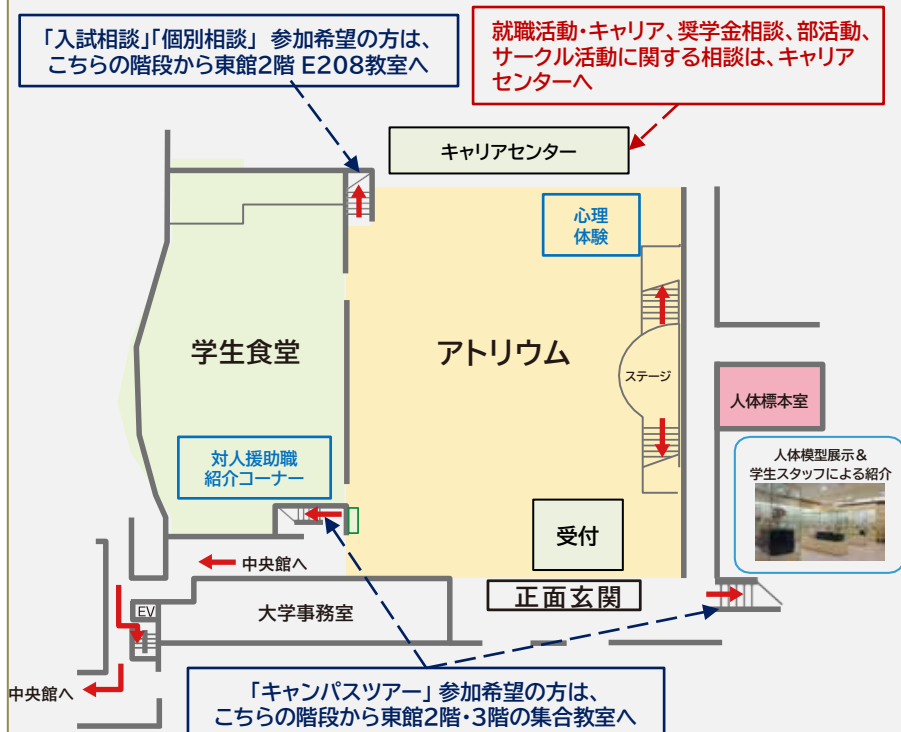 「入試相談」「個別相談」 参加希望の方は、
こちらの階段から東館2階 E208教室へ
就職活動・キャリア、奨学金相談、部活動、
サークル活動に関する相談は、キャリア
センターへ
キャリアセンター
心理
体験
学生食堂
アトリウム
ステージ
人体標本室
対人援助職
紹介コーナー
人体模型展示&
学生スタッフによる紹介
受付
中央館へ
正面玄関
EV
大学事務室
中央館へ
「キャンパスツアー」 参加希望の方は、
こちらの階段から東館2階・3階の集合教室へ